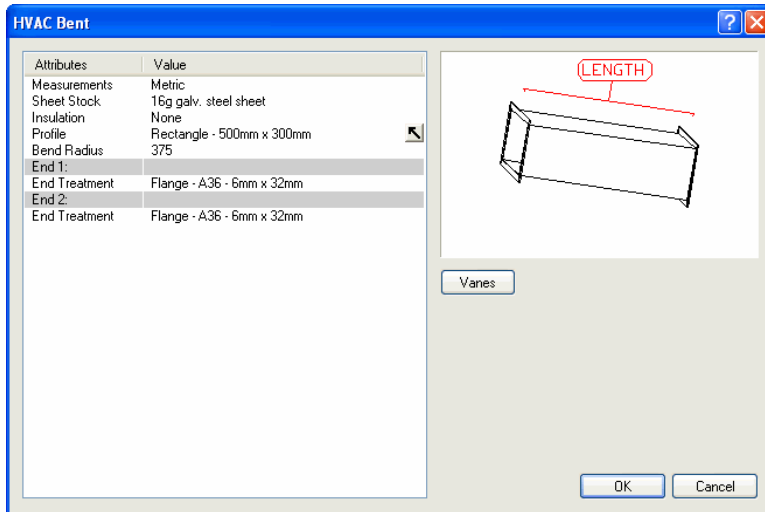 HVAC Bent
Attributes Value
Measurements Metric
Sheet Stock 16g galv. steel sheet
Insulation None
Profile Rectangle - 500mm x 300mm
Bend Radius 375
End 1:
End Treatment Flange - A36 - 6mm x 32mm
End 2:
End Treatment Flange - A36 - 6mm x 32mm
LENGTH
Vanes
OK Cancel